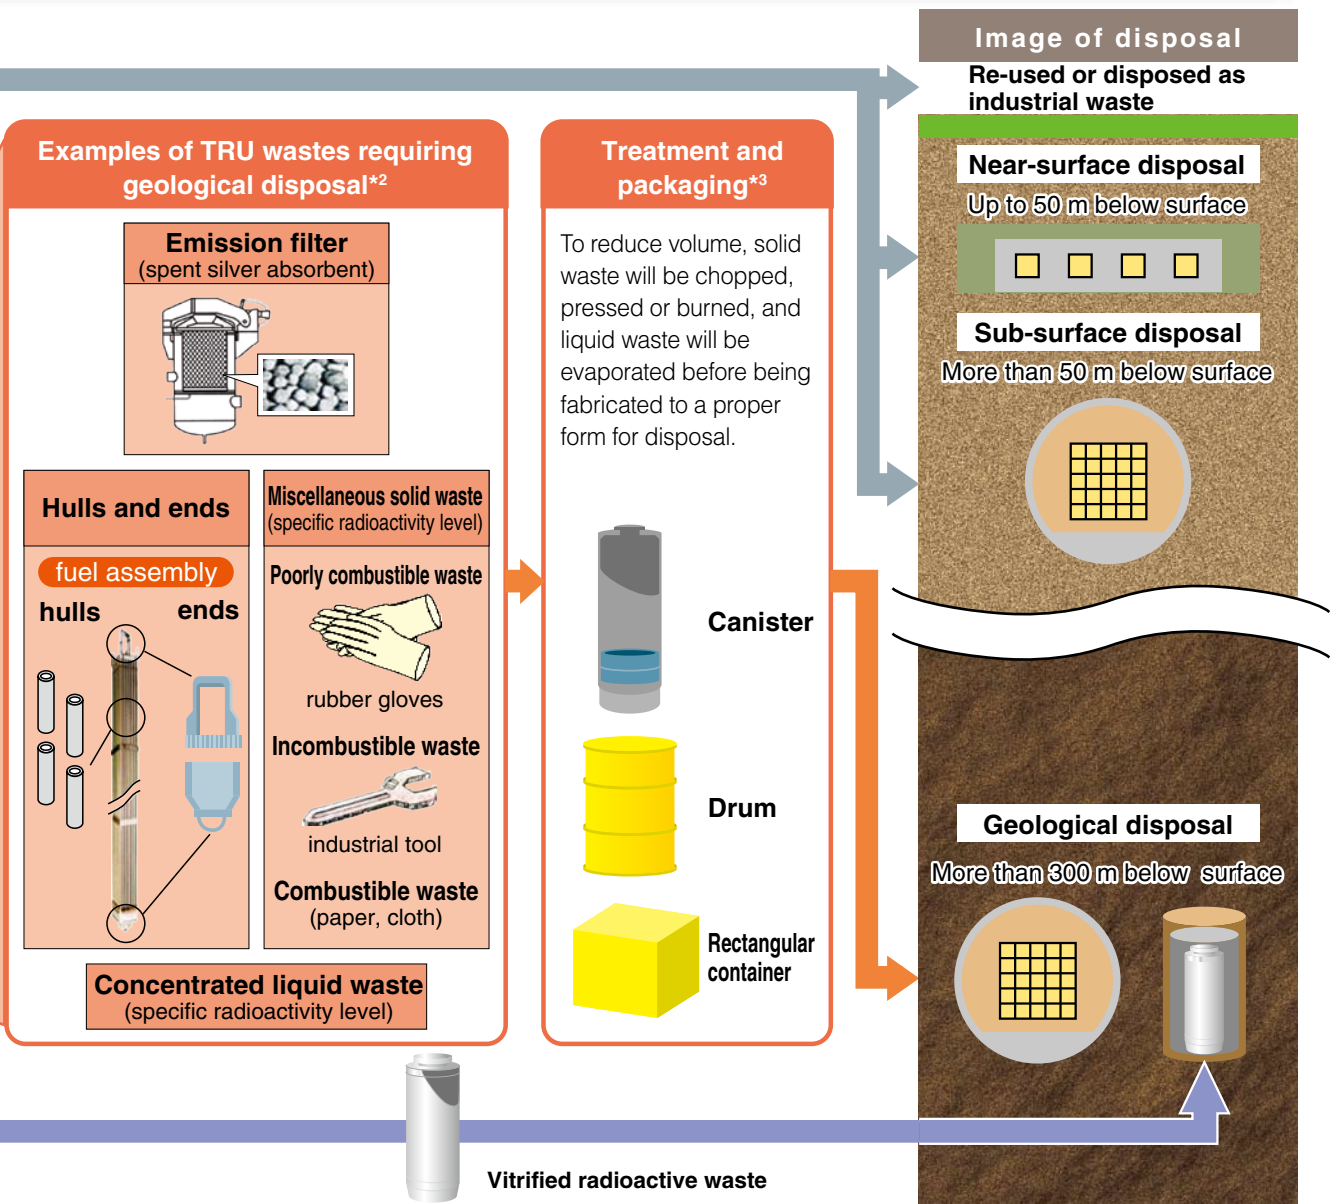 Image of disposal
Re-used or disposed as
industrial waste
Examples of TRU wastes requiring
geological disposal*2
Emission filter
(spent silver absorbent)
Hulls and ends
fuel assembly
hulls
ends
Miscellaneous solid waste
(specific radioactivity level)
Poorly combustible waste
rubber gloves
Incombustible waste
industrial tool
Combustible waste
(paper, cloth)
Concentrated liquid waste
(specific radioactivity level)
Treatment and
packaging*3
To reduce volume, solid
waste will be chopped,
pressed or burned, and
liquid waste will be
evaporated before being
fabricated to a proper
form for disposal.
Canister
Drum
Rectangular
container
Near-surface disposal
Up to 50 m below surface
Sub-surface disposal
More than 50 m below surface
Geological disposal
More than 300 m below surface
Vitrified radioactive waste